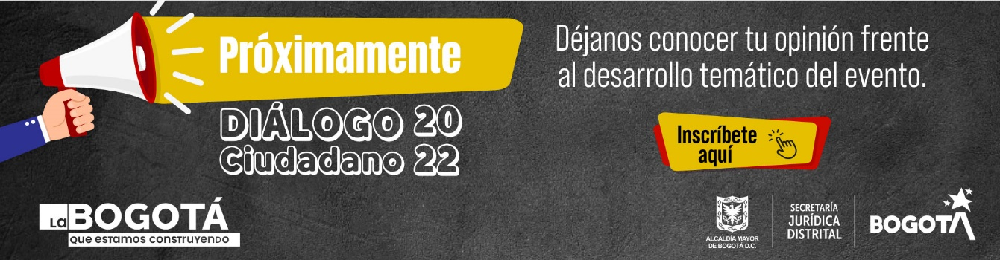 Próximamente
DIÁLOGO 20
Ciudadano 22
Déjanos conocer tu opinión frente
al desarrollo temático del evento.
Inscríbete
aquí
La BOGOTÁ
que estamos construyendo
ALCALDÍA MAYOR
DE BOGOTÁ D.C.
SECRETARÍA
JURÍDICA
DISTRITAL
BOGOTA